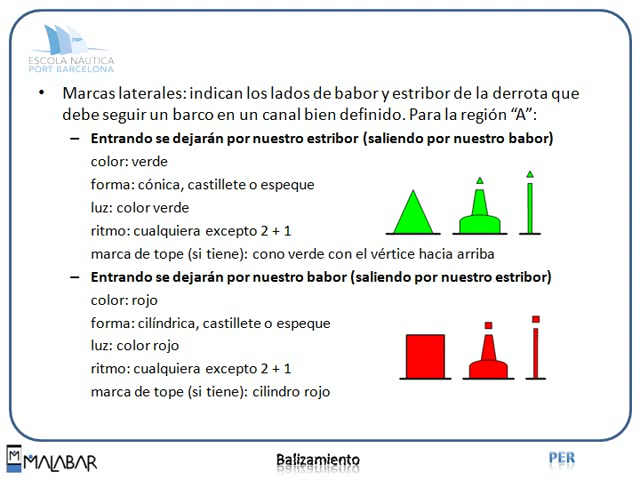 ESCOLA NÁUTICA
PORT BARCELONA
• Marcas laterales: indican los lados de babor y estribor de la derrota que
debe seguir un barco en un canal bien definido. Para la región “A”:
– Entrando se dejarán por nuestro estribor (saliendo por nuestro babor)
color: verde
forma: cónica, castillete o espeque
luz: color verde
ritmo: cualquiera excepto 2 + 1
marca de tope (si tiene): cono verde con el vértice hacia arriba
– Entrando se dejarán por nuestro babor (saliendo por nuestro estribor)
color: rojo
forma: cilíndrica, castillete o espeque
luz: color rojo
ritmo: cualquiera excepto 2 + 1
marca de tope (si tiene): cilindro rojo
MALABAR
Balizamiento
PER